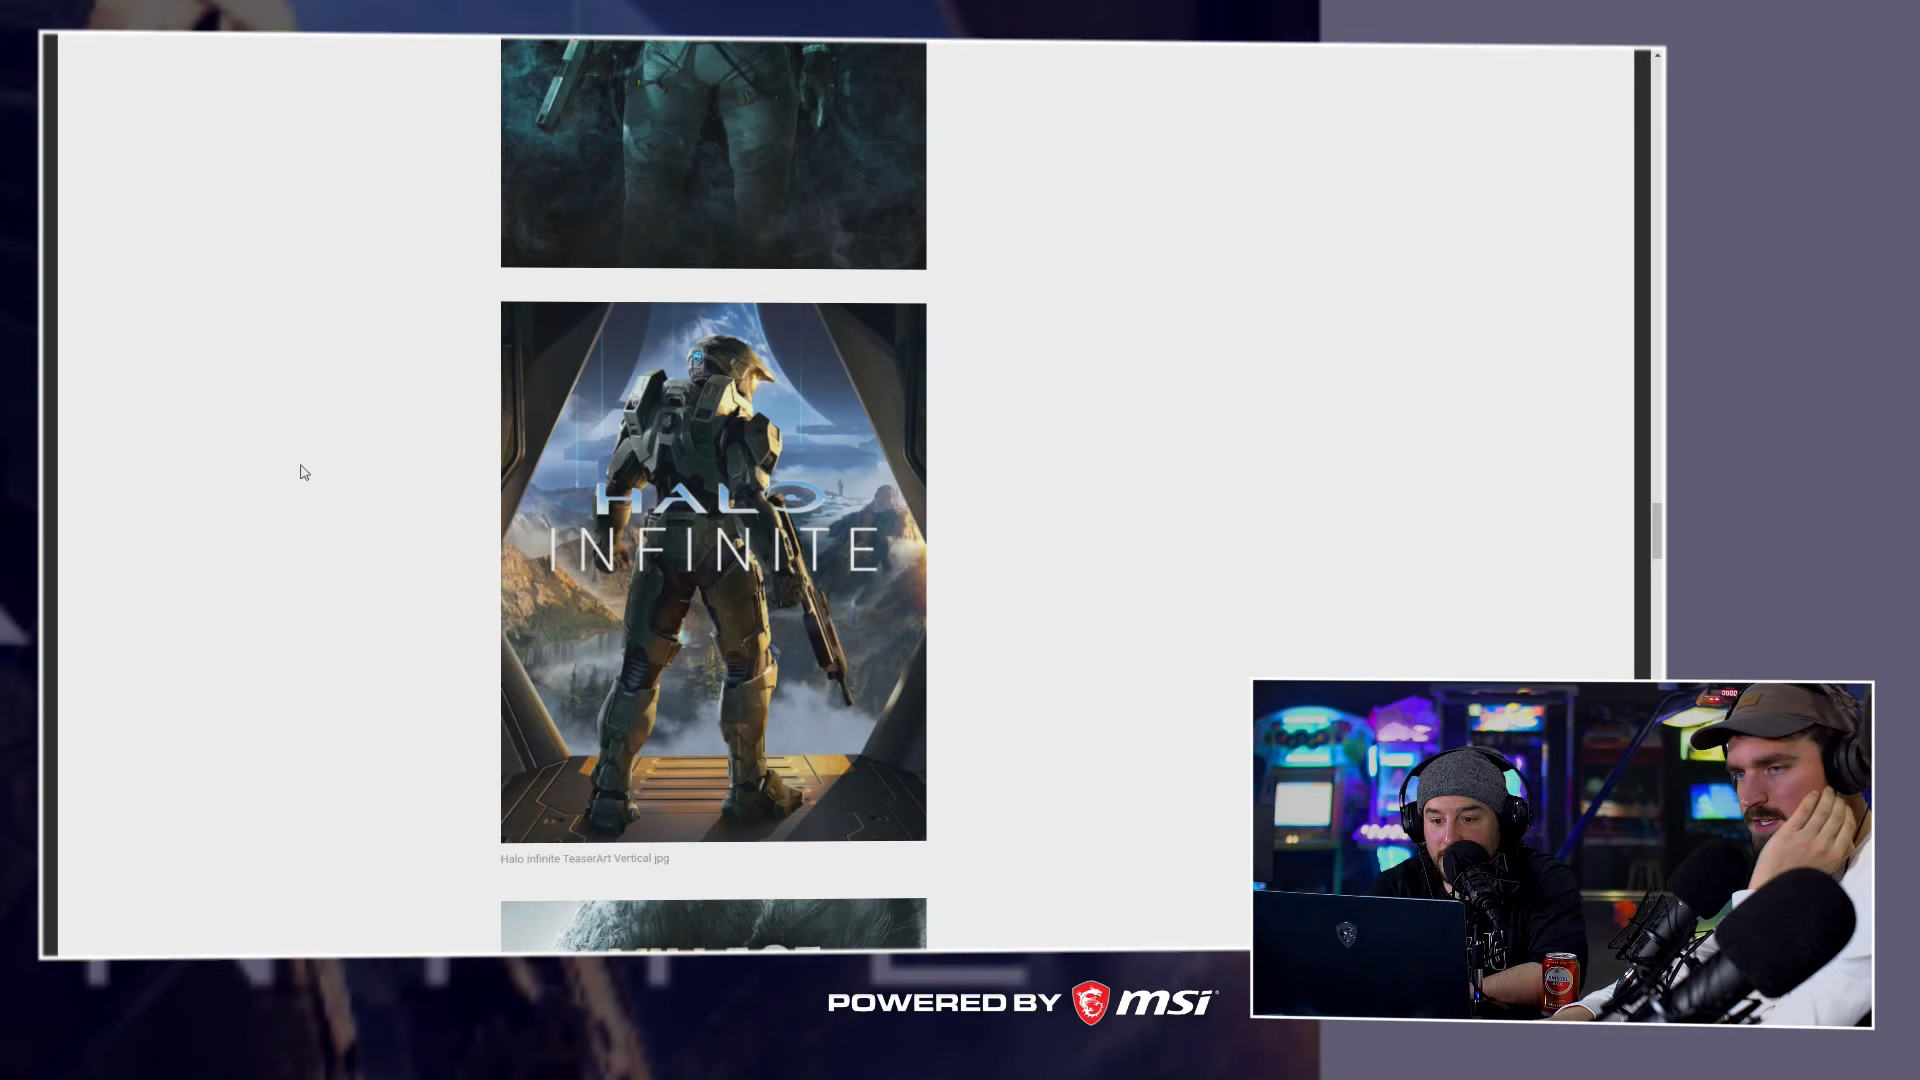 HALO
INFINITE
Halo Infinite TeaserArt Vertical jpg
POWERED BY msi